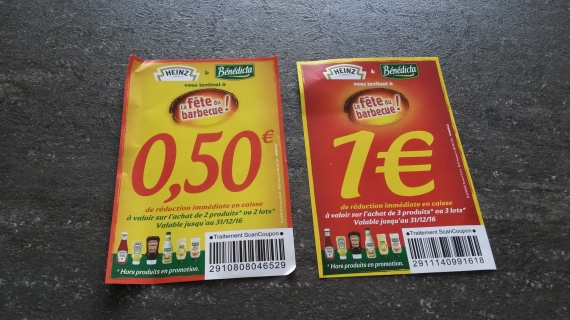 HEINZ & Bénédicta
vous invitent à
La fête du
barbecue !
0,50€
de réduction immédiate en caisse
à valoir sur l'achat de 2 produits* ou 2 lots*
Valable jusqu'au 31/12/16
•Traitement ScanCoupon•
2910808046529
* Hors produits en promotion.
HEINZ & Bénédicta
vous invitent à
La fête du
barbecue !
1€
de réduction immédiate en caisse
à valoir sur l'achat de 3 produits* ou 3 lots*
Valable jusqu'au 31/12/16
•Traitement ScanCoupon•
2911140991618
* Hors produits en promotion.